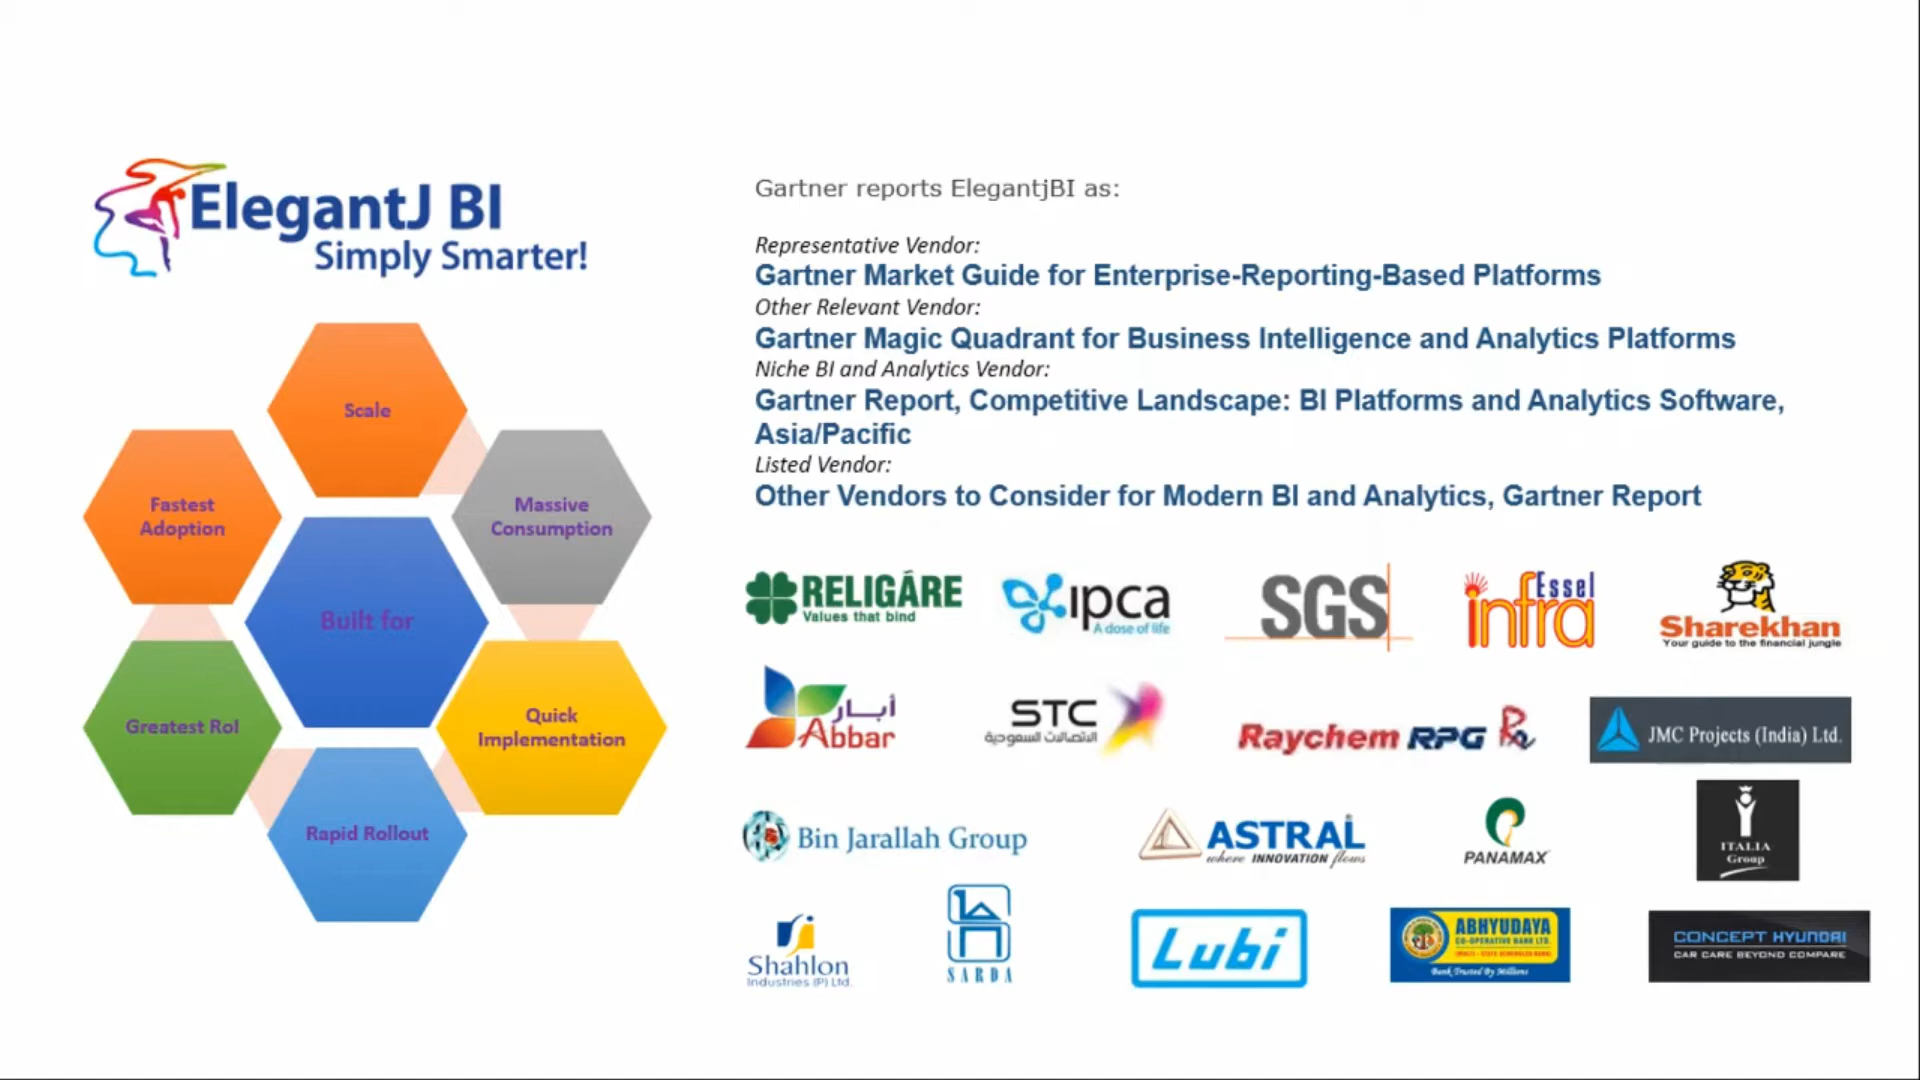 ElegantJ BI
Simply Smarter!
Scale
Fastest
Adoption
Massive
Consumption
Built for
Greatest RoI
Quick
Implementation
Rapid Rollout
Gartner reports ElegantjBI as:
Representative Vendor:
Gartner Market Guide for Enterprise-Reporting-Based Platforms
Other Relevant Vendor:
Gartner Magic Quadrant for Business Intelligence and Analytics Platforms
Niche BI and Analytics Vendor:
Gartner Report, Competitive Landscape: BI Platforms and Analytics Software,
Asia/Pacific
Listed Vendor:
Other Vendors to Consider for Modern BI and Analytics, Gartner Report
RELIGÁRE
Values that bind
ipca
A dose of life
SGS
Essel
infra
Sharekhan
Your guide to the financial jungle
أبار
Abbar
STC
الاتصالات السعودية
Raychem RPG
JMC Projects (India) Ltd.
Bin Jarallah Group
ASTRAL
where INNOVATION flows
PANAMAX
ITALIA
Group
Shahlon
Industries (P) Ltd.
SARDA
Lubi
ABHYUDAYA
CO-OPERATIVE BANK LTD.
Bank Trusted By Millions
CONCEPT HYUNDAI
CAR CARE BEYOND COMPARE